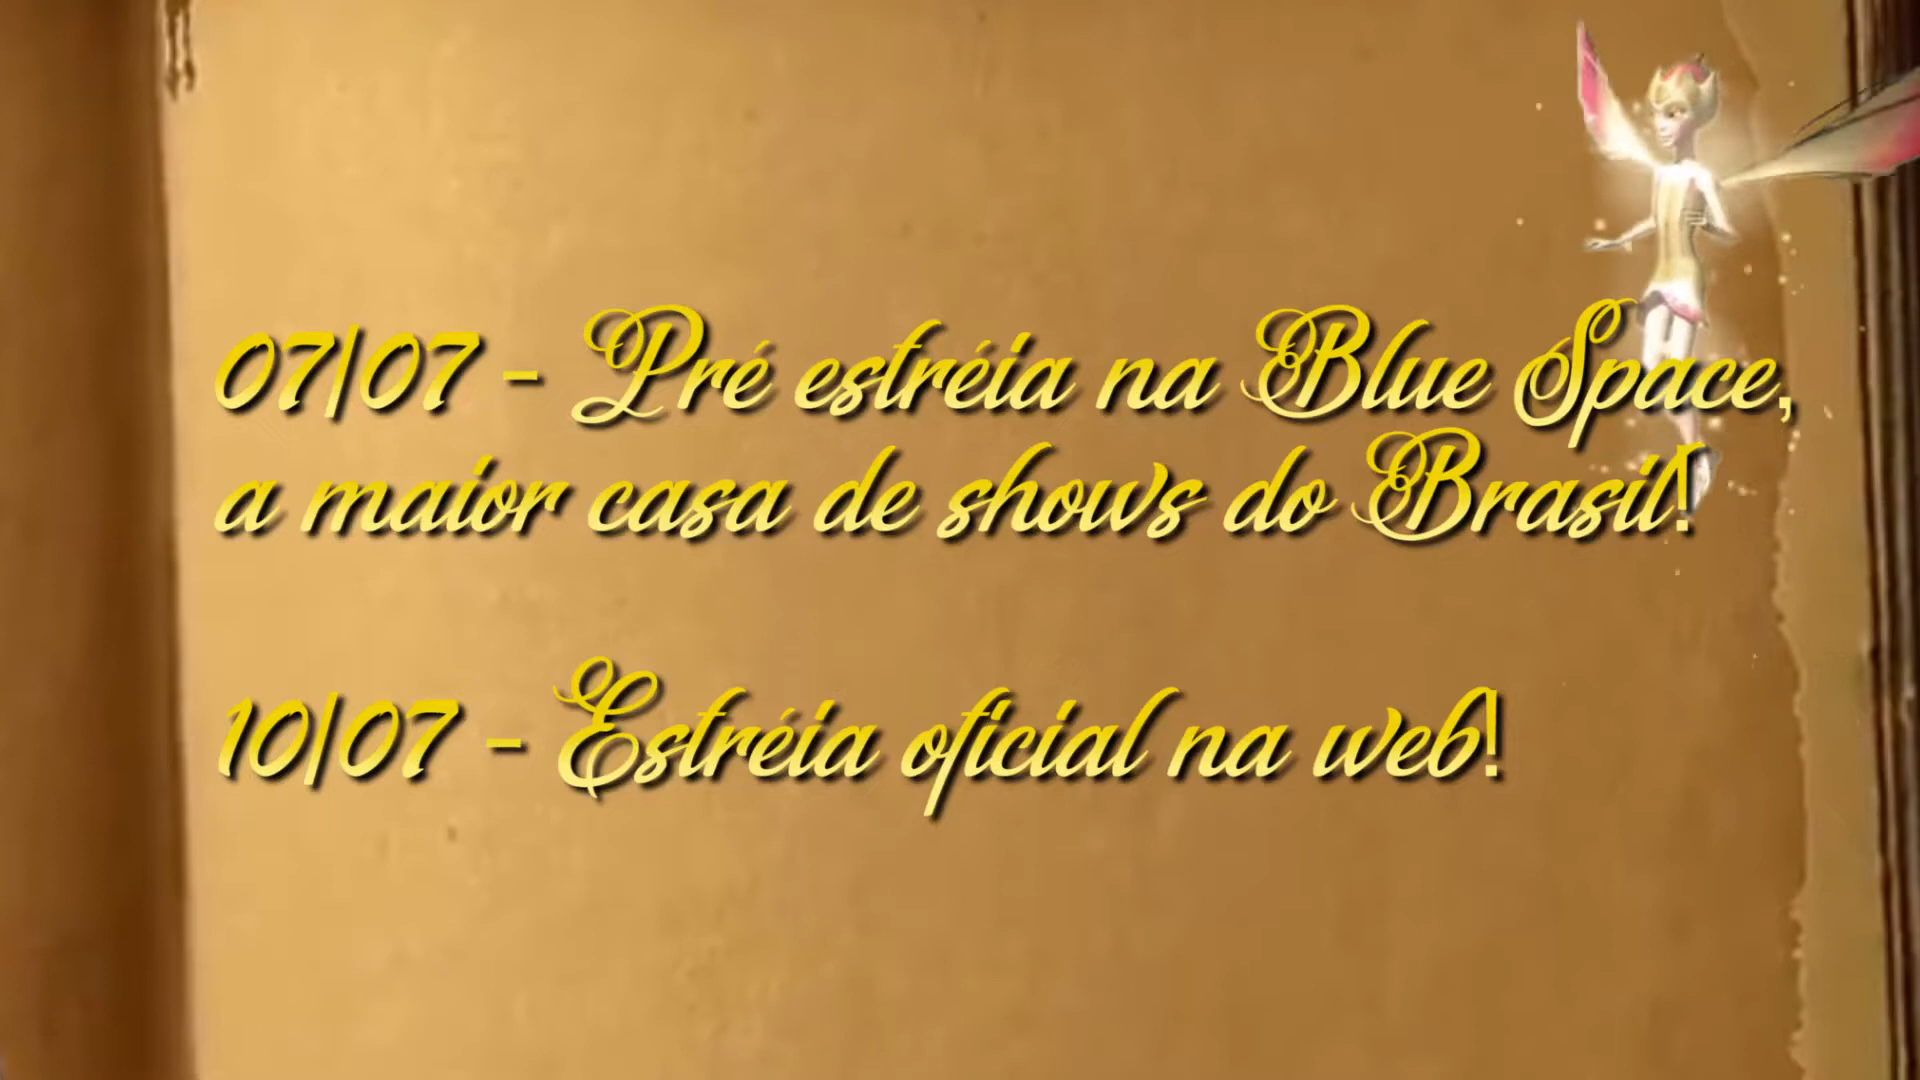 07/07 - Pré estréia na Blue Space,
a maior casa de shows do Brasil!
10/07 - Estréia oficial na web!